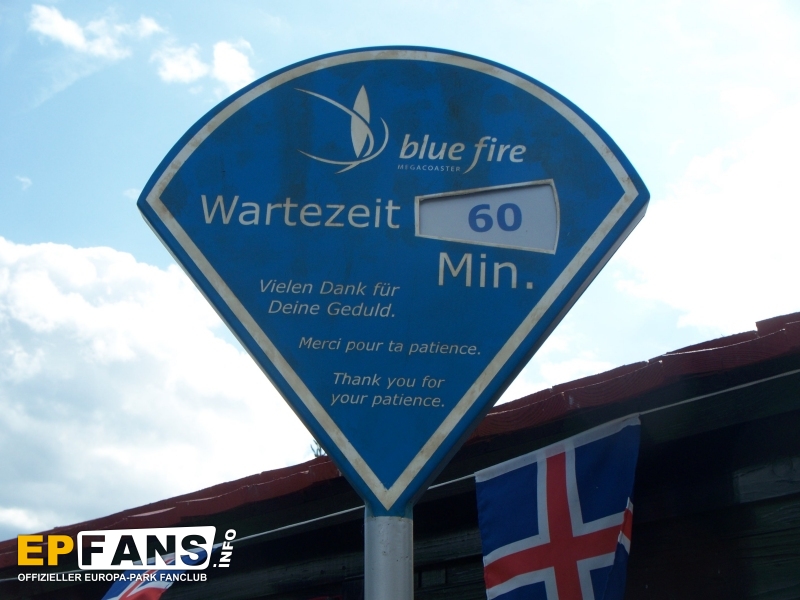 blue fire
MEGACOASTER
Wartezeit 60
Min.
Vielen Dank für
Deine Geduld.
Merci pour ta patience.
Thank you for
your patience.
EPFANS.info
OFFIZIELLER EUROPA-PARK FANCLUB